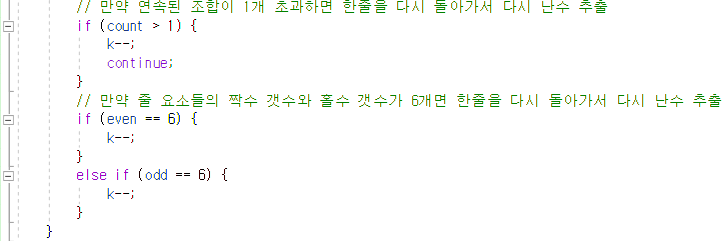 // 만약 연속된 조합이 1개 초과하면 한줄을 다시 돌아가서 다시 난수 추출
if (count > 1) {
k--;
continue;
}
// 만약 줄 요소들의 짝수 갯수와 홀수 갯수가 6개면 한줄을 다시 돌아가서 다시 난수 추출
if (even == 6) {
k--;
}
else if (odd == 6) {
k--;
}
}